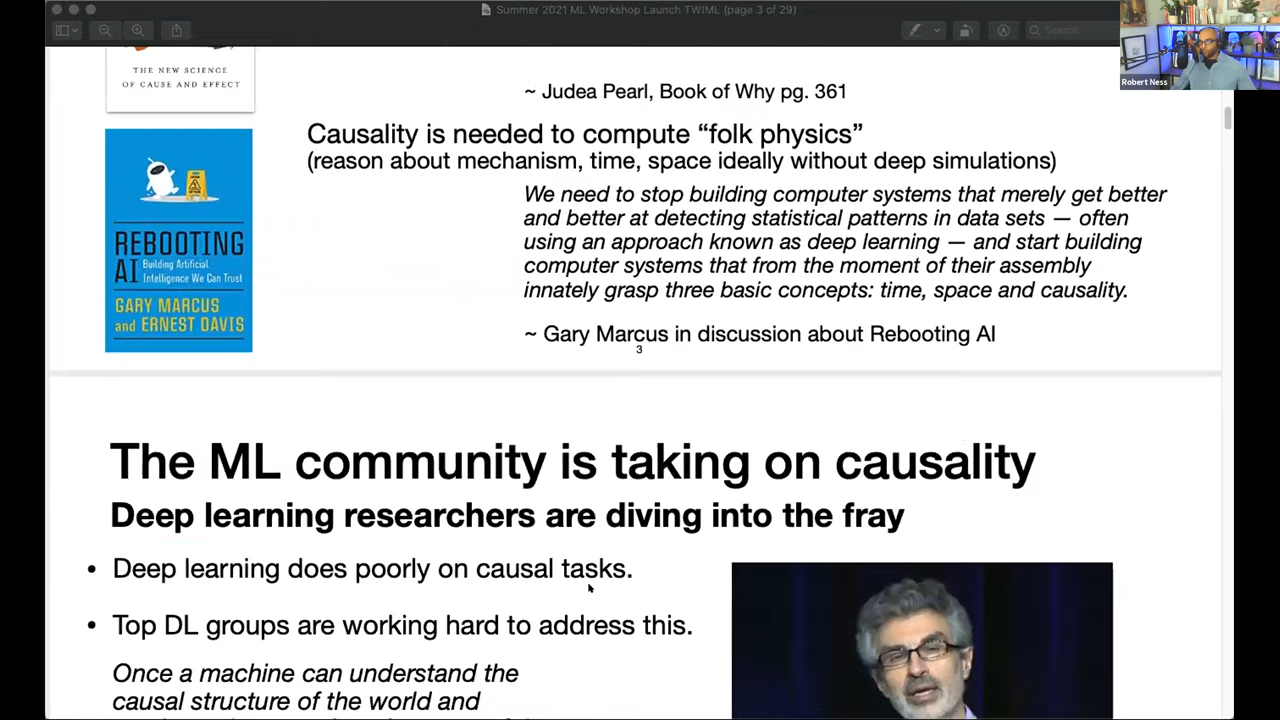 Summer 2021 ML Workshop Launch TWIML (page 3 of 29)
Search
Robert Ness
THE NEW SCIENCE
OF CAUSE AND EFFECT
~ Judea Pearl, Book of Why pg. 361
Causality is needed to compute “folk physics”
(reason about mechanism, time, space ideally without deep simulations)
We need to stop building computer systems that merely get better
and better at detecting statistical patterns in data sets — often
using an approach known as deep learning — and start building
computer systems that from the moment of their assembly
innately grasp three basic concepts: time, space and causality.
~ Gary Marcus in discussion about Rebooting AI
REBOOTING
AI Building Artificial
Intelligence We Can Trust
GARY MARCUS
and ERNEST DAVIS
3
The ML community is taking on causality
Deep learning researchers are diving into the fray
• Deep learning does poorly on causal tasks.
• Top DL groups are working hard to address this.
Once a machine can understand the
causal structure of the world and